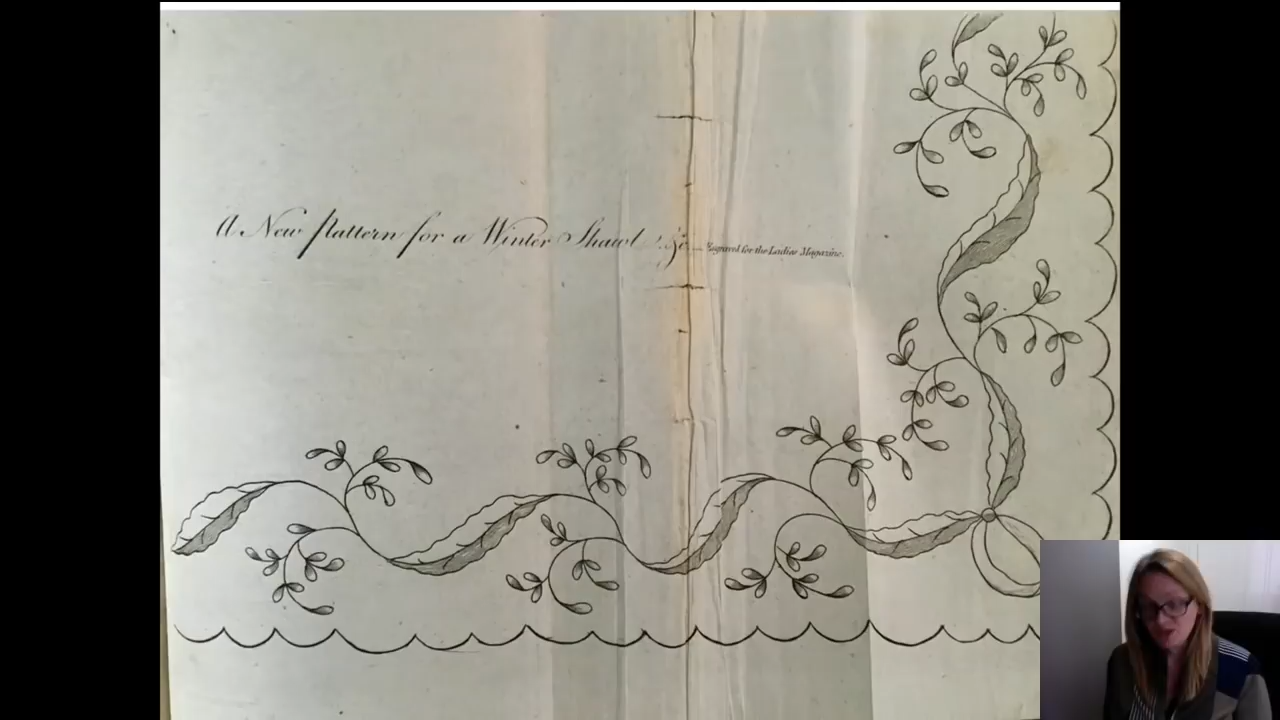 A New Pattern for a Winter Shawl &c. Engraved for the Ladies Magazine.